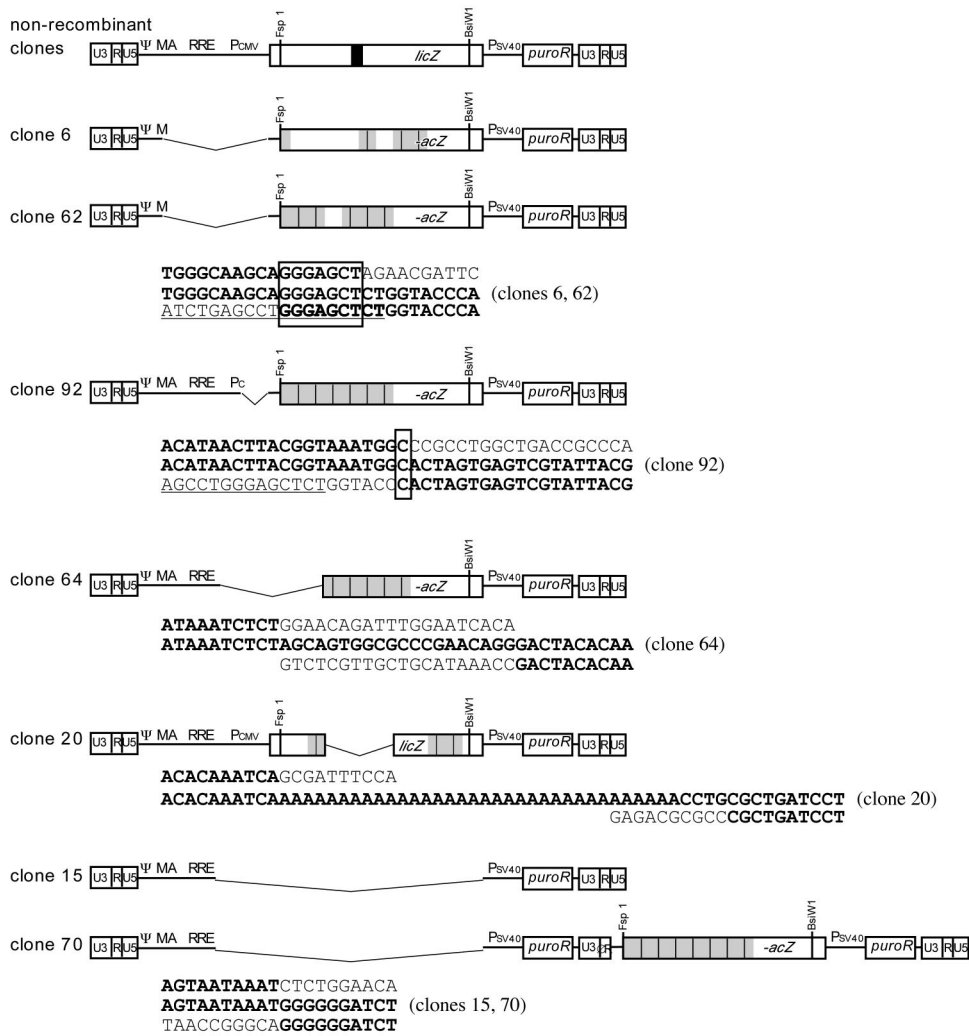 non-recombinant
clones U3 R U5 Ψ MA RRE PCMV Fsp 1 licZ BsiW1 PSV40 puroR U3 R U5
clone 6 U3 R U5 Ψ M Fsp 1 -acZ BsiW1 PSV40 puroR U3 R U5
clone 62 U3 R U5 Ψ M Fsp 1 -acZ BsiW1 PSV40 puroR U3 R U5
TGGGCAAGCAGGGAGCTAGAACGATTC
TGGGCAAGCAGGGAGCTCTGGTACCCA (clones 6, 62)
ATCTGAGCCTGGGAGCTCTGGTACCCA
clone 92 U3 R U5 Ψ MA RRE PC Fsp 1 -acZ BsiW1 PSV40 puroR U3 R U5
ACATAACTTACGGTAAATGGCCCGCCTGGCTGACCGCCCA
ACATAACTTACGGTAAATGGCACTAGTGAGTCGTATTACG (clone 92)
AGCCTGGGAGCTCTGGTACCCACTAGTGAGTCGTATTACG
clone 64 U3 R U5 Ψ MA RRE -acZ BsiW1 PSV40 puroR U3 R U5
ATAAATCTCTGGAACAGATTTGGAATCACA
ATAAATCTCTAGCAGTGGCGCCCGAACAGGGACTACACAA (clone 64)
GTCTCGTTGCTGCATAAACCGACTACACAA
clone 20 U3 R U5 Ψ MA RRE PCMV Fsp 1 licZ BsiW1 PSV40 puroR U3 R U5
ACACAAATCAGCGATTTCCA
ACACAAATCAAAAAAAAAAAAAAAAAAAAAAAAAAAAAAAAAAAACCTGCGCTGATCCT (clone 20)
GAGACGCGCCCGCTGATCCT
clone 15 U3 R U5 Ψ MA RRE PSV40 puroR U3 R U5
clone 70 U3 R U5 Ψ MA RRE PSV40 puroR U3 Fsp 1 -acZ BsiW1 PSV40 puroR U3 R U5
AGTAATAAATCTCTGGAACA
AGTAATAAATGGGGGGATCT (clones 15, 70)
TAACCGGGCAGGGGGGATCT